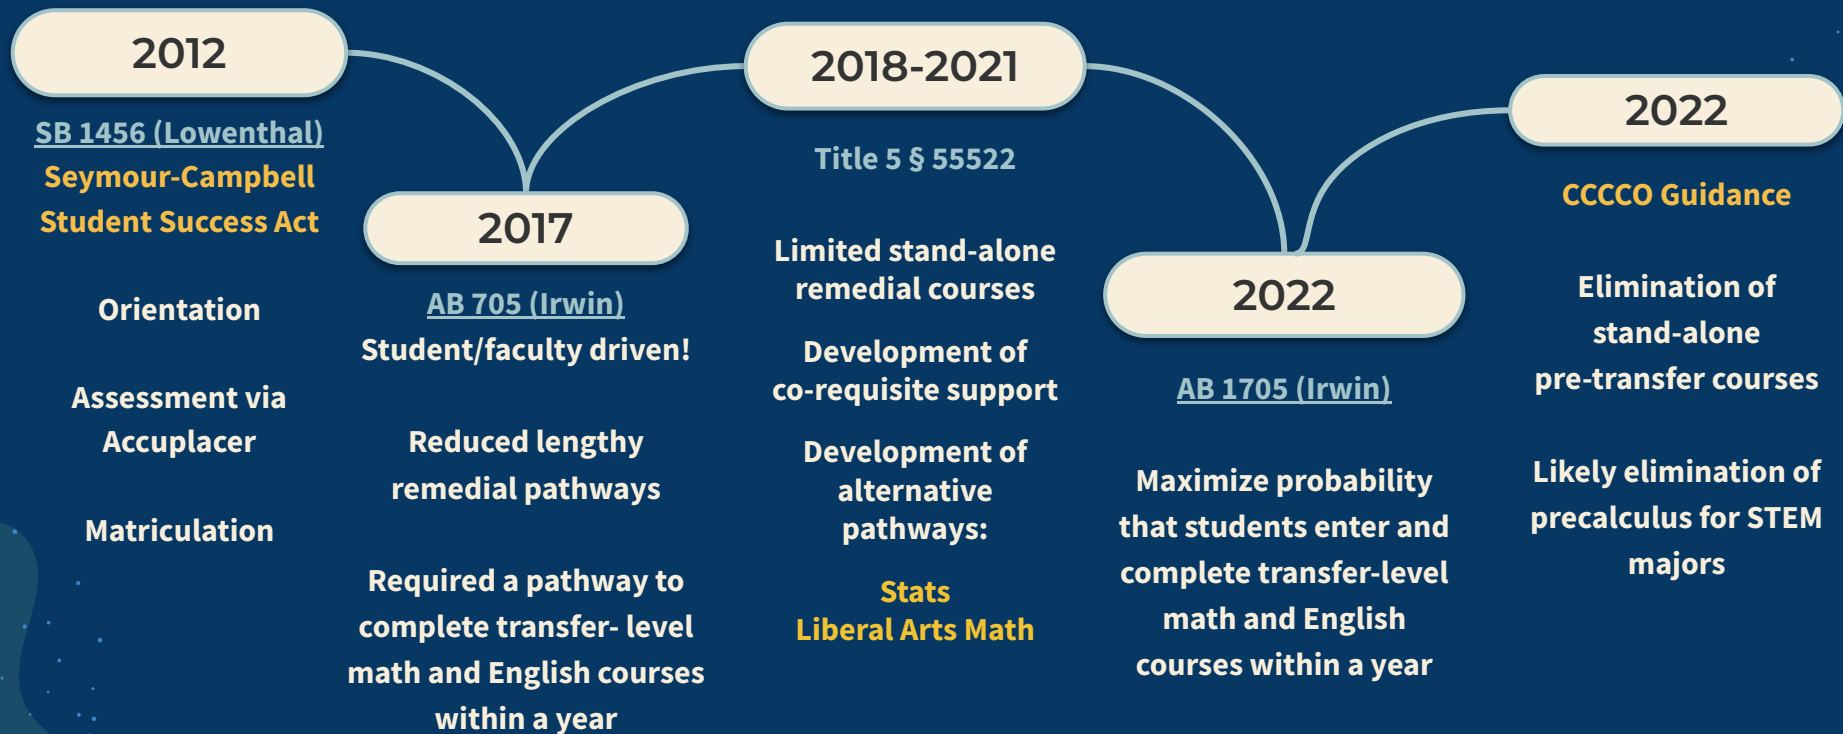 2012
SB 1456 (Lowenthal)
Seymour-Campbell
Student Success Act
Orientation
Assessment via
Accuplacer
Matriculation
2017
AB 705 (Irwin)
Student/faculty driven!
Reduced lengthy
remedial pathways
Required a pathway to
complete transfer- level
math and English courses
within a year
2018-2021
Title 5 § 55522
Limited stand-alone
remedial courses
Development of
co-requisite support
Development of
alternative
pathways:
Stats
Liberal Arts Math
2022
AB 1705 (Irwin)
Maximize probability
that students enter and
complete transfer-level
math and English
courses within a year
2022
CCCCO Guidance
Elimination of
stand-alone
pre-transfer courses
Likely elimination of
precalculus for STEM
majors